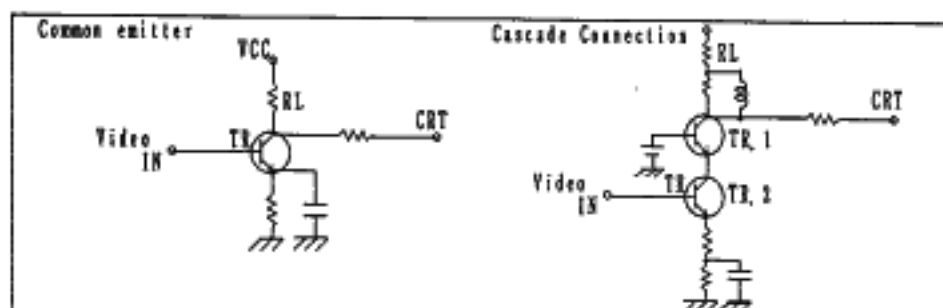 Common emitter
VCC
RL
Video
IN
TR
CRT
Cascade Connection
RL
CRT
TR, 1
Video
IN
TR
TR, 2